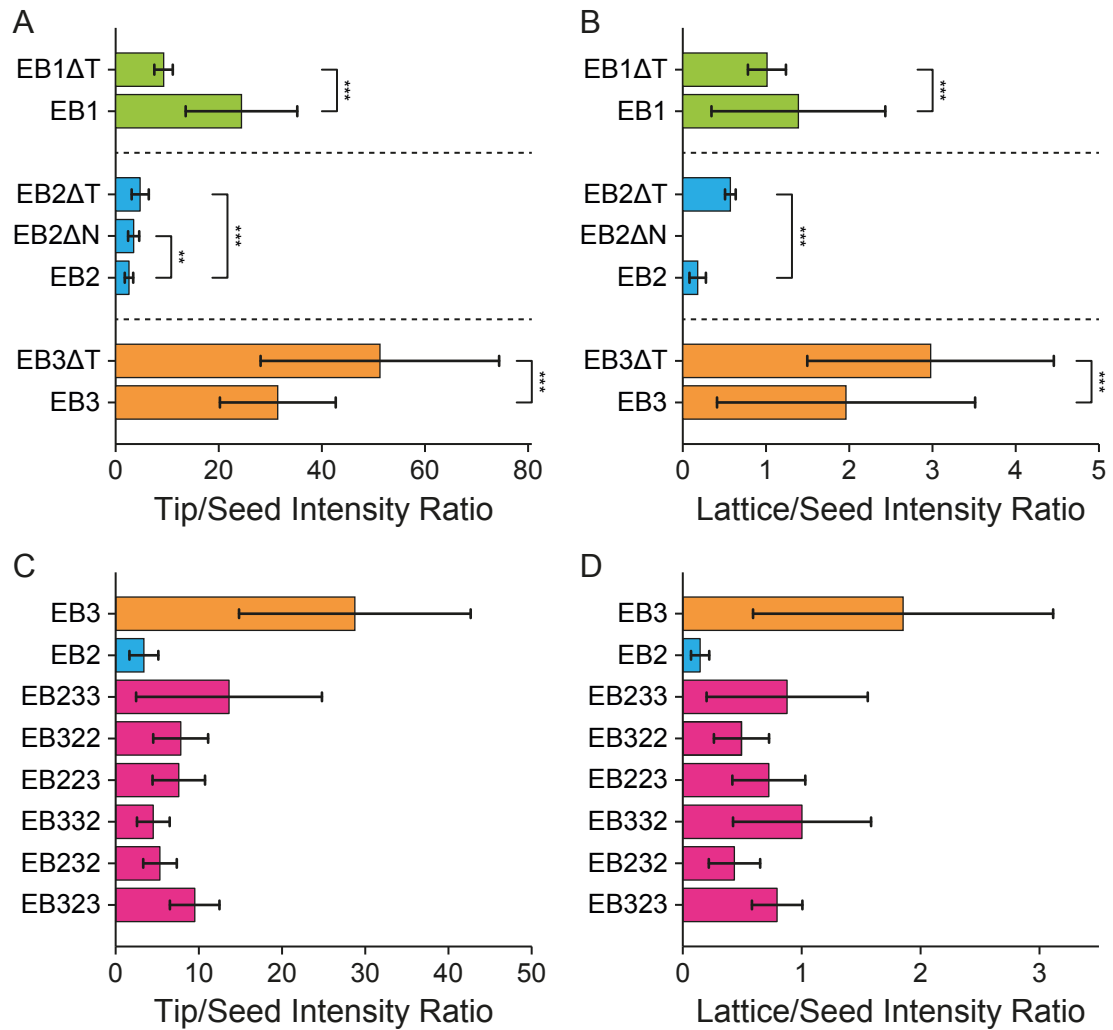 A
EB1ΔT
EB1
***
EB2ΔT
EB2ΔN
EB2
**
***
EB3ΔT
EB3
***
0 20 40 60 80
Tip/Seed Intensity Ratio
B
EB1ΔT
EB1
***
EB2ΔT
EB2ΔN
EB2
***
EB3ΔT
EB3
***
0 1 2 3 4 5
Lattice/Seed Intensity Ratio
C
EB3
EB2
EB233
EB322
EB223
EB332
EB232
EB323
0 10 20 30 40 50
Tip/Seed Intensity Ratio
D
EB3
EB2
EB233
EB322
EB223
EB332
EB232
EB323
0 1 2 3
Lattice/Seed Intensity Ratio